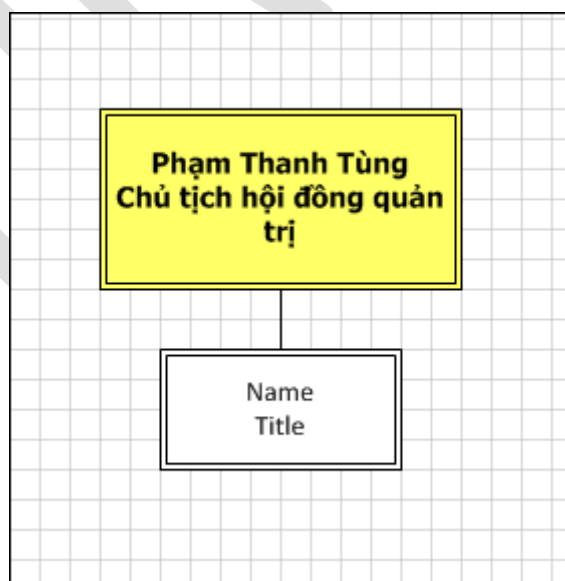 Phạm Thanh Tùng
Chủ tịch hội đồng quản
trị
Name
Title